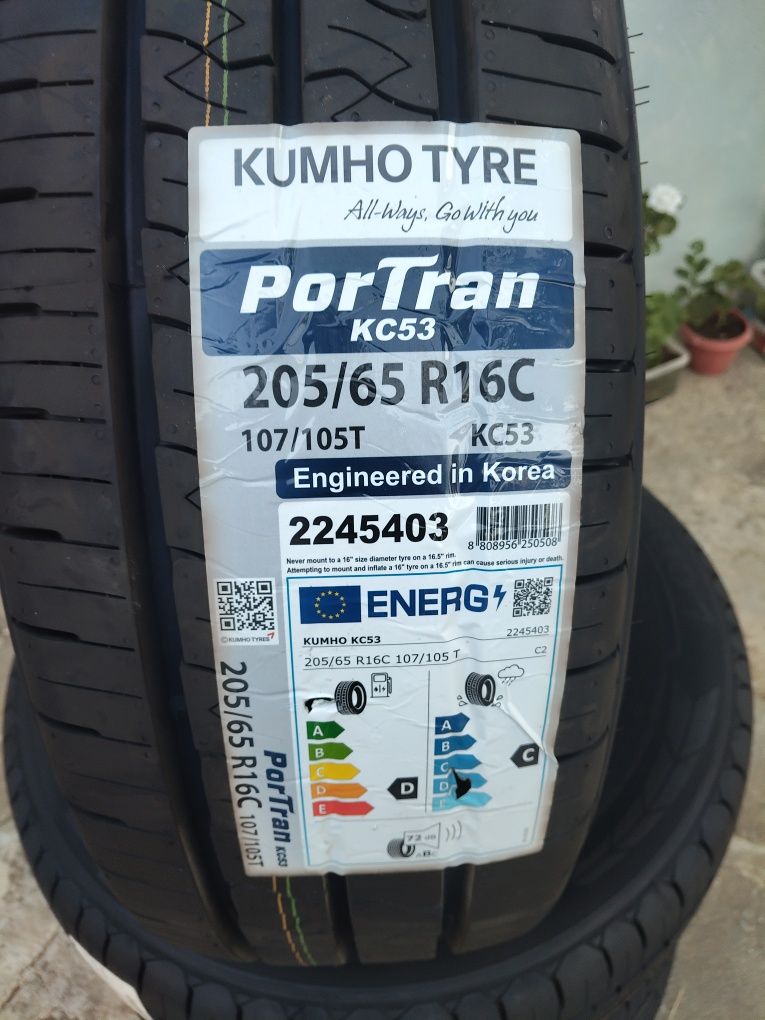 KUMHO TYRE
All-Ways, Go With you
PorTran
KC53
205/65 R16C
107/105T KC53
Engineered in Korea
2245403
8 808956 250508
Never mount to a 16" size diameter tyre on a 16.5" rim.
Attempting to mount and inflate a 16" tyre on a 16.5" rim can cause serious injury or death.
ENERG
KUMHO KC53 2245403
205/65 R16C 107/105 T C2
A
B
C
D
E
D
A
B
C
D
E
C
72 dB
ABC
©KUMHO TYRES
205/65 R16C 107/105T
PorTran KC53